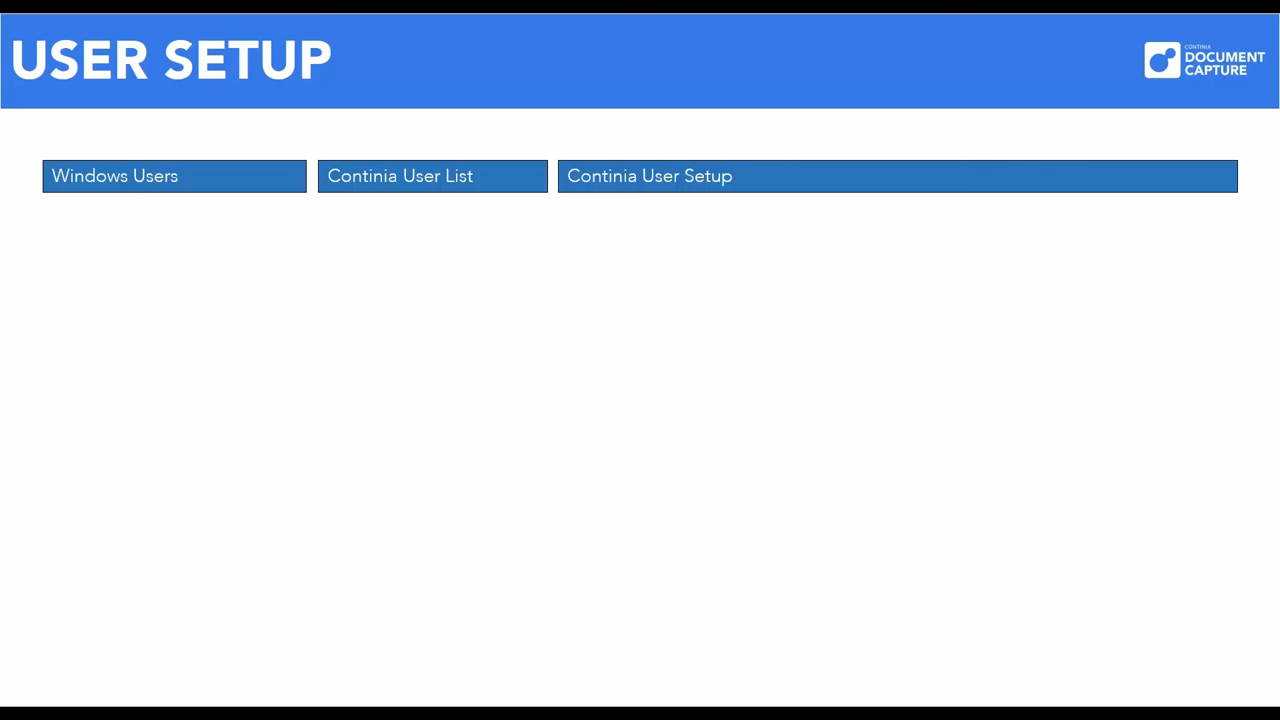 USER SETUP
CONTINIA
DOCUMENT
CAPTURE
Windows Users
Continia User List
Continia User Setup